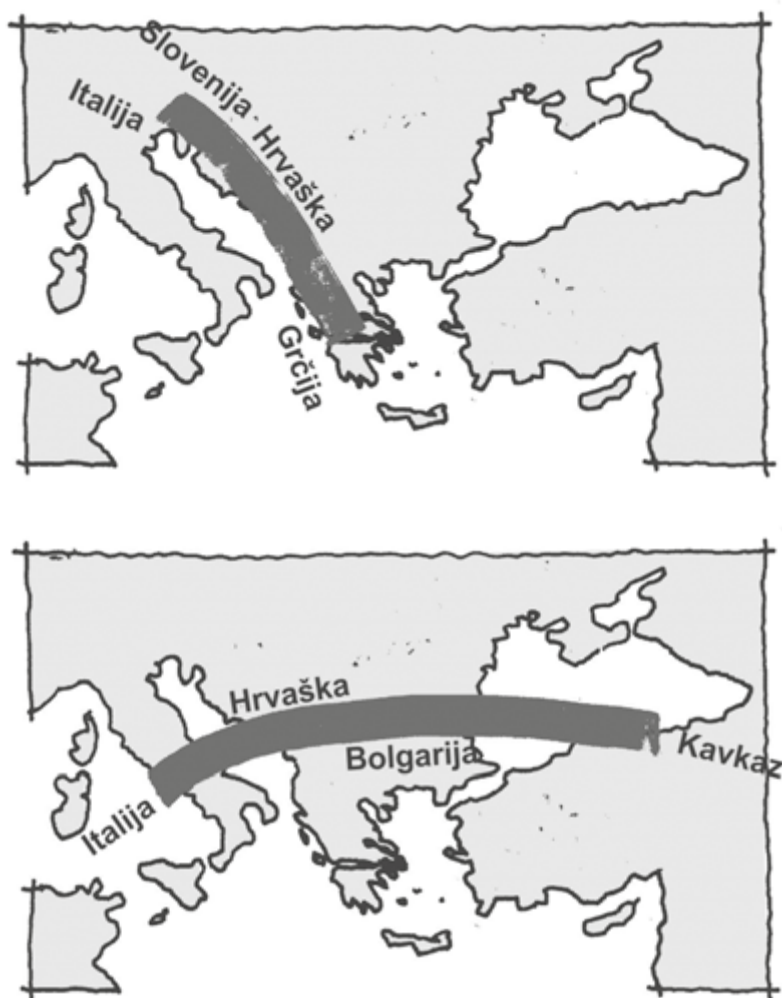 Slovenija - Hrvaška
Italija
Grčija
Hrvaška
Bolgarija
Kavkaz
Italija